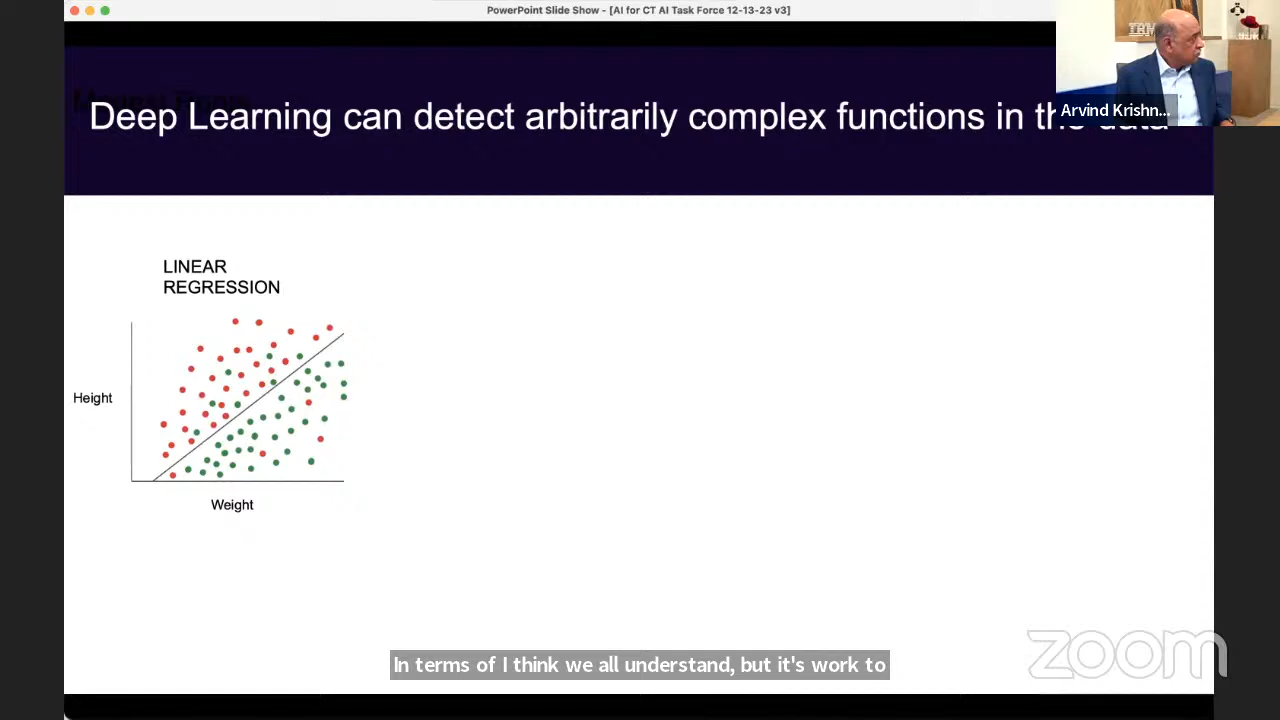 PowerPoint Slide Show - [AI for CT AI Task Force 12-13-23 v3]
IBM
Arvind Krishn...
Deep Learning can detect arbitrarily complex functions in the data
LINEAR
REGRESSION
Height
Weight
In terms of I think we all understand, but it's work to
zoom